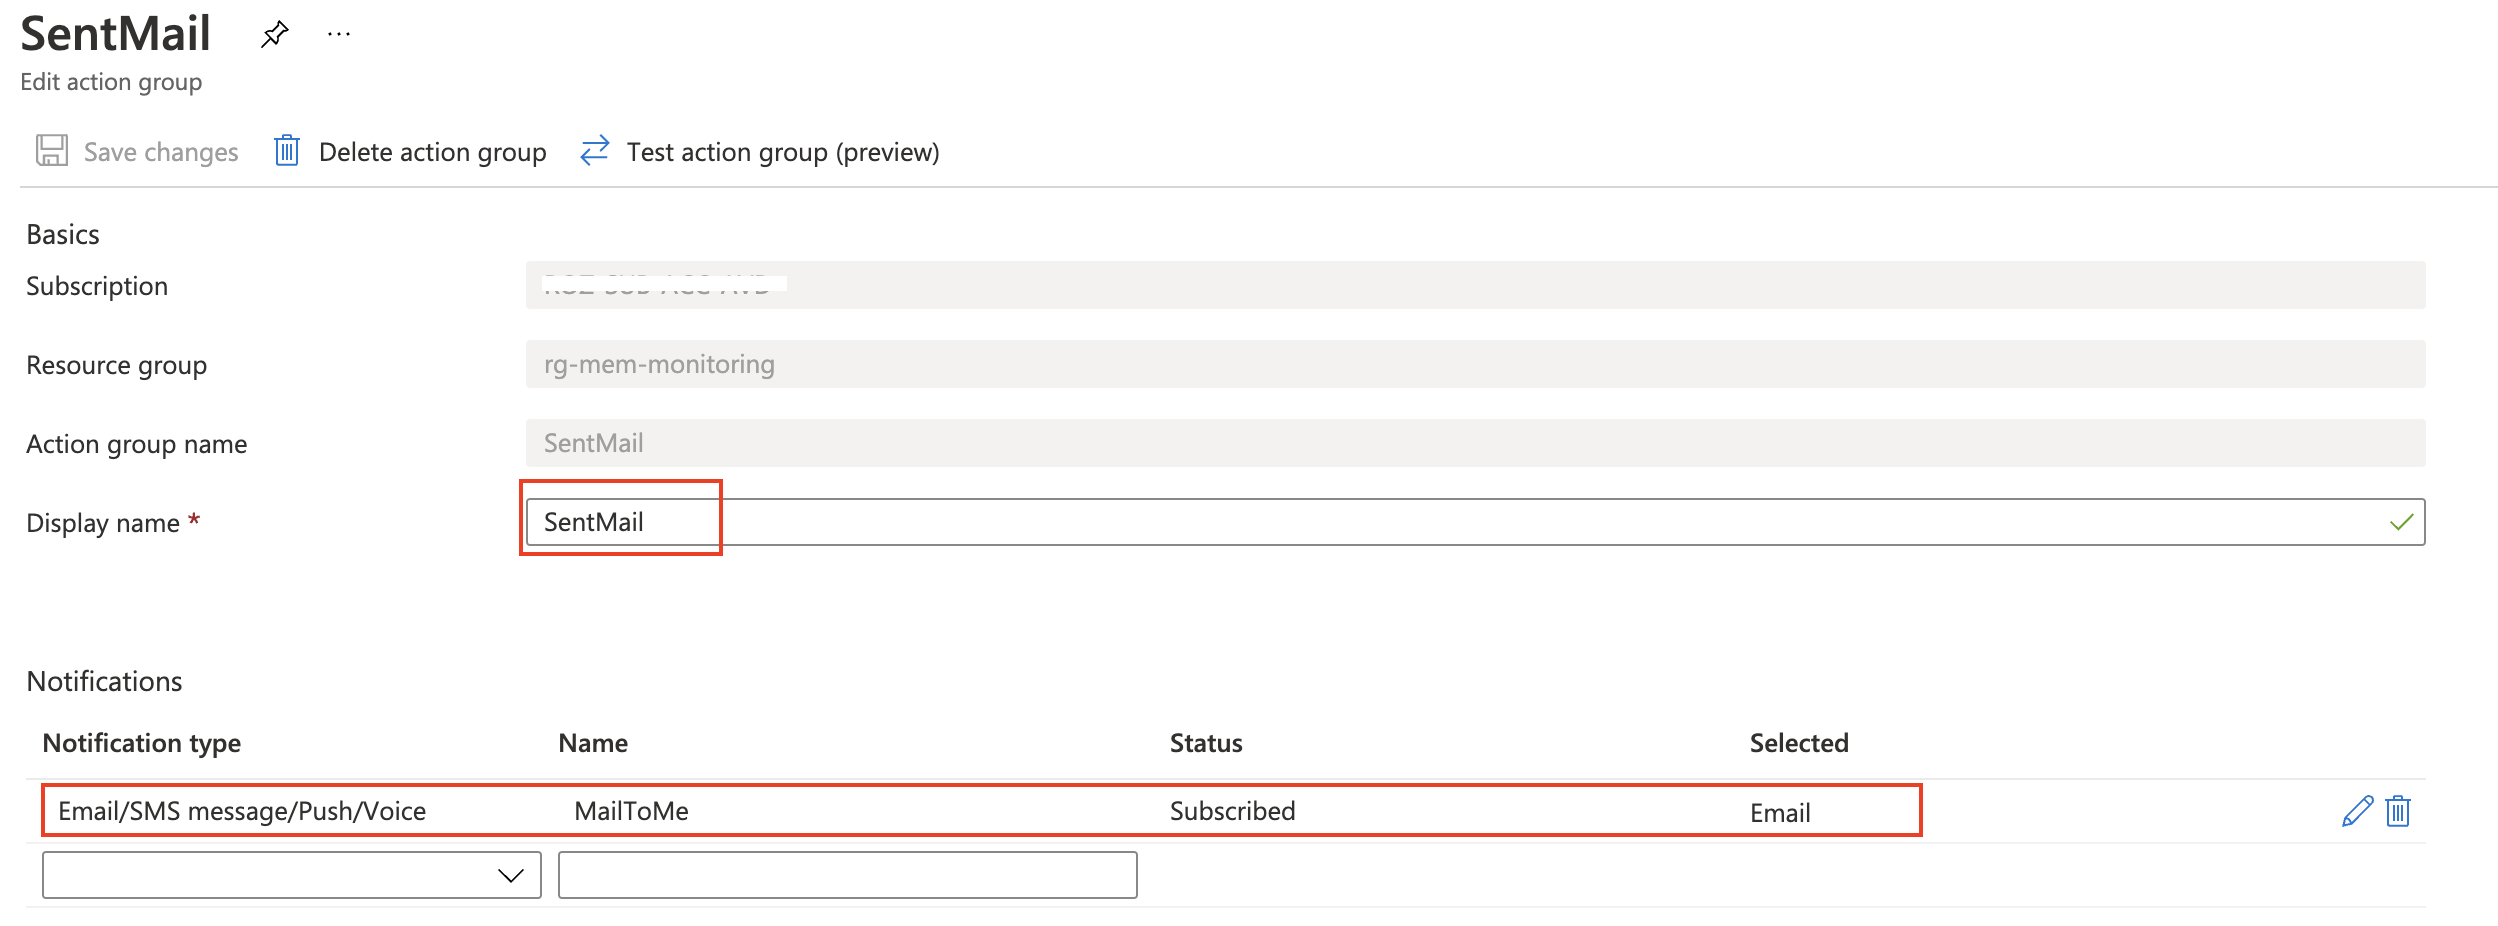 SentMail
Edit action group
Save changes
Delete action group
Test action group (preview)
Basics
Subscription
Resource group
rg-mem-monitoring
Action group name
SentMail
Display name *
SentMail
Notifications
Notification type
Name
Status
Selected
Email/SMS message/Push/Voice
MailToMe
Subscribed
Email